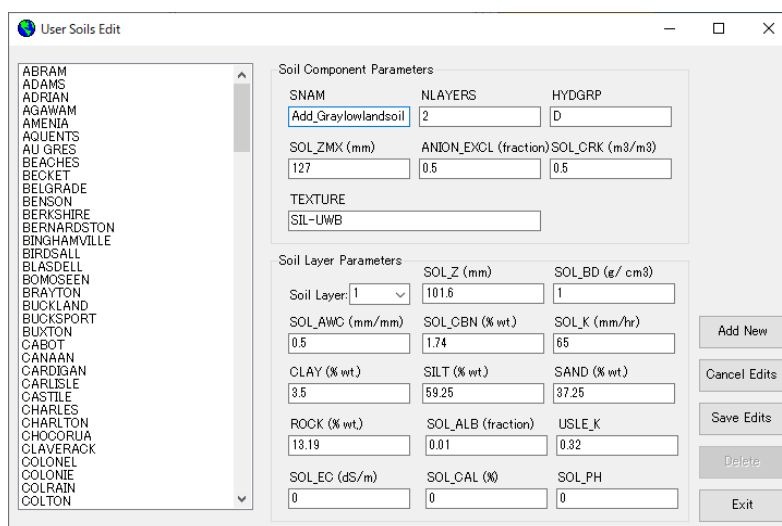 User Soils Edit
ABRAM
ADAMS
ADRIAN
AGAWAM
AMENIA
AQUENTS
AU GRES
BEACHES
BECKET
BELGRADE
BENSON
BERKSHIRE
BERNARDSTON
BINGHAMVILLE
BIRDSALL
BLASDELL
BOMOSEEN
BRAYTON
BUCKLAND
BUCKSPORT
BUXTON
CABOT
CANAAN
CARDIGAN
CARLISLE
CASTILE
CHARLES
CHARLTON
CHOCORUA
CLAVERACK
COLONEL
COLONIE
COLRAIN
COLTON
Soil Component Parameters
SNAM NLAYERS HYDGRP
Add_Graylowlandsoil 2 D
SOL_ZMX (mm) ANION_EXCL (fraction) SOL_CRK (m3/m3)
127 0.5 0.5
TEXTURE
SIL-UWB
Soil Layer Parameters
SOL_Z (mm) SOL_BD (g/ cm3)
Soil Layer: 1 101.6 1
SOL_AWC (mm/mm) SOL_CBN (% wt.) SOL_K (mm/hr)
0.5 1.74 65
CLAY (% wt.) SILT (% wt.) SAND (% wt.)
3.5 59.25 37.25
ROCK (% wt.) SOL_ALB (fraction) USLE_K
13.19 0.01 0.32
SOL_EC (dS/m) SOL_CAL (%) SOL_PH
0 0 0
Add New
Cancel Edits
Save Edits
Delete
Exit